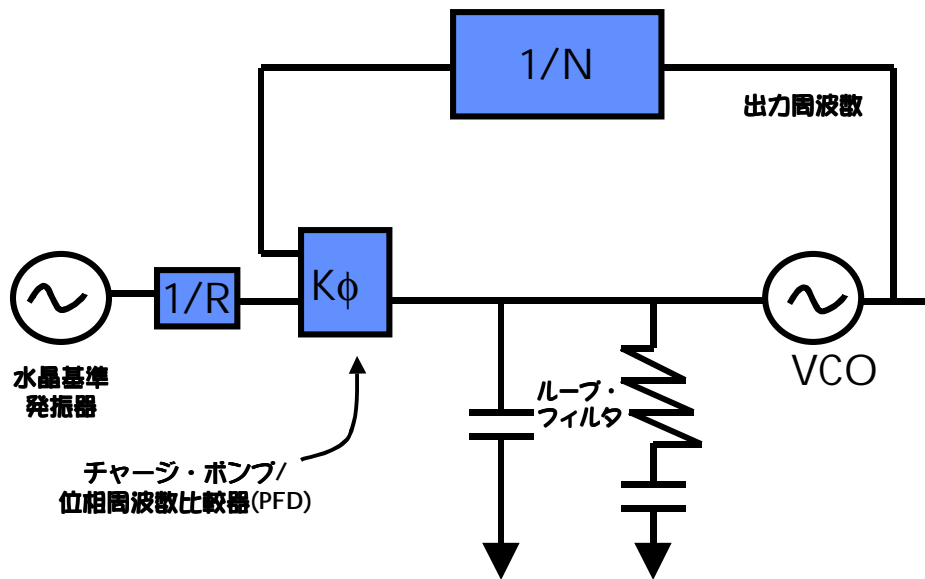 1/N
出力周波数
1/R
Kφ
水晶基準
発振器
ループ・
フィルタ
VCO
チャージ・ポンプ/
位相周波数比較器(PFD)